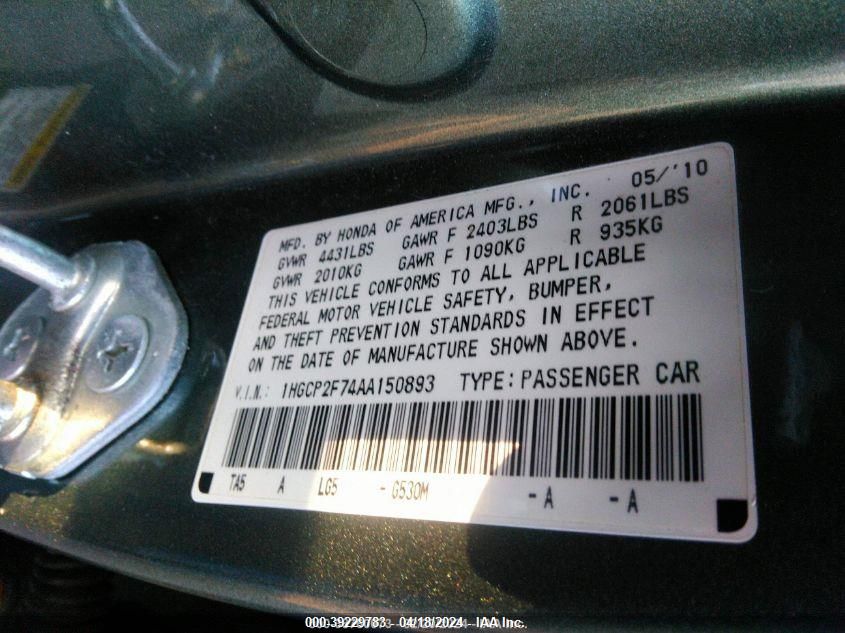 MFD. BY HONDA OF AMERICA MFG., INC. 05/'10
GVWR 4431LBS GAWR F 2403LBS R 2061LBS
GVWR 2010KG GAWR F 1090KG R 935KG
THIS VEHICLE CONFORMS TO ALL APPLICABLE
FEDERAL MOTOR VEHICLE SAFETY, BUMPER,
AND THEFT PREVENTION STANDARDS IN EFFECT
ON THE DATE OF MANUFACTURE SHOWN ABOVE.
V.I.N.: 1HGCP2F74AA150893 TYPE: PASSENGER CAR
TA5 A LG5 - G530M -A -A
000-39229783 - 04/18/2024 - IAA Inc.